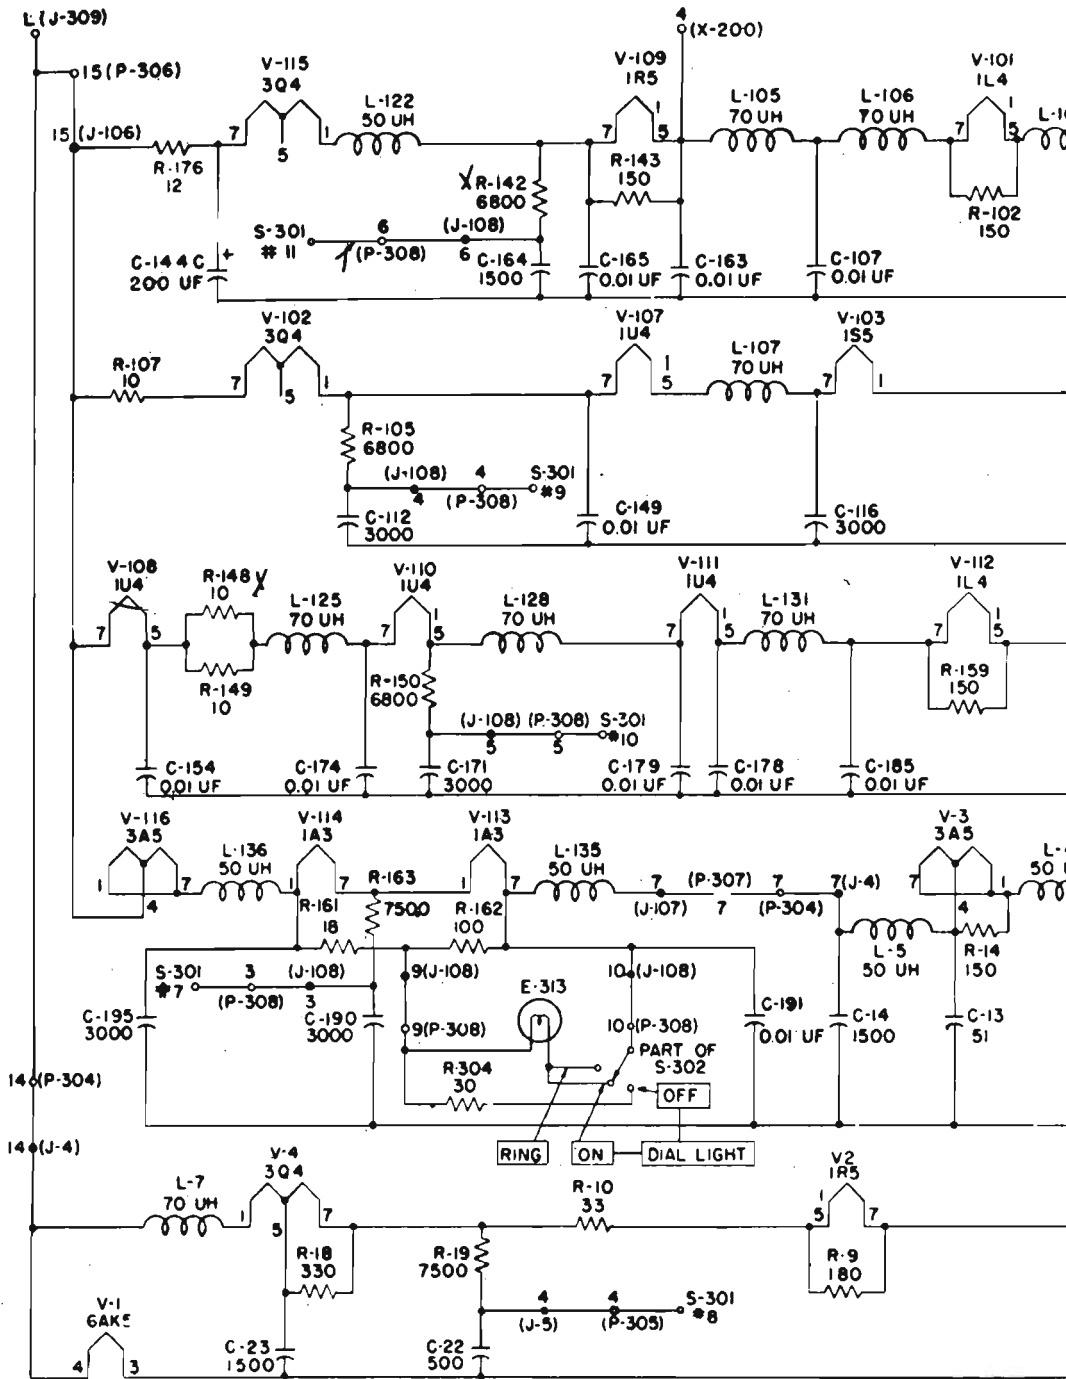 L(J-309)
4
(X-200)
15(P-306)
V-115
3Q4
V-109
1R5
V-101
1L4
L-122
50 UH
L-105
70 UH
L-106
70 UH
15 (J-106)
7
5
1
7
1
5
7
1
5
R-176
12
R-142
6800
R-143
150
R-102
150
S-301
# 11
6
(P-308)
(J-108)
6
C-144C
200 UF
+
C-164
1500
C-165
0.01 UF
C-163
0.01 UF
C-107
0.01 UF
V-102
3Q4
V-107
1U4
V-103
1S5
R-107
10
L-107
70 UH
7
5
1
7
1
5
7
1
R-105
6800
(J-108)
4
4
(P-308)
S-301
#9
C-112
3000
C-149
0.01 UF
C-116
3000
V-108
1U4
R-148
10
V-110
1U4
V-111
1U4
V-112
1L4
L-125
70 UH
L-128
70 UH
L-131
70 UH
7
5
7
1
5
7
1
5
7
1
5
R-149
10
R-150
6800
R-159
150
(J-108)
5
(P-308)
5
S-301
#10
C-154
0.01 UF
C-174
0.01 UF
C-171
3000
C-179
0.01 UF
C-178
0.01 UF
C-185
0.01 UF
V-116
3A5
V-114
1A3
V-113
1A3
V-3
3A5
L-136
50 UH
L-135
50 UH
1
4
7
1
7
1
7
7
(J-107)
(P-307)
7
7
(P-304)
7(J-4)
7
4
1
R-163
7500
R-161
18
R-162
100
L-5
50 UH
R-14
150
S-301
#7
3
(P-308)
(J-108)
3
9(J-108)
10(J-108)
E-313
C-195
3000
C-190
3000
9(P-308)
10(P-308)
C-191
0.01 UF
C-14
1500
C-13
51
PART OF
S-302
R-304
30
OFF
14(P-304)
RING
ON
DIAL LIGHT
14(J-4)
V-4
3Q4
V2
1R5
L-7
70 UH
R-10
33
1
5
7
1
5
7
R-18
330
R-19
7500
R-9
180
4
(J-5)
4
(P-305)
S-301
#8
V-1
6AK5
4
3
C-23
1500
C-22
500